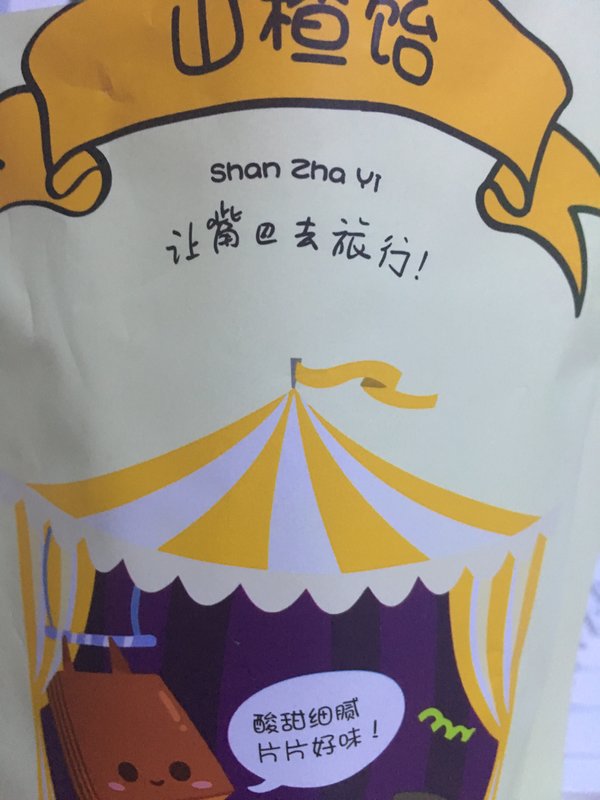 山楂饴
shan zha yi
让嘴巴去旅行!
酸甜细腻
片片好味!